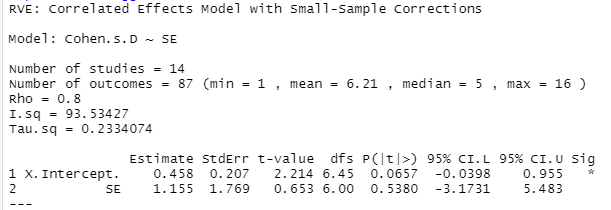 RVE: Correlated Effects Model with Small-Sample Corrections
Model: Cohen.s.D ~ SE
Number of studies = 14
Number of outcomes = 87 (min = 1 , mean = 6.21 , median = 5 , max = 16 )
Rho = 0.8
I.sq = 93.53427
Tau.sq = 0.2334074
Estimate StdErr t-value dfs P(|t|>) 95% CI.L 95% CI.U Sig
1 X.Intercept. 0.458 0.207 2.214 6.45 0.0657 -0.0398 0.955 *
2 SE 1.155 1.769 0.653 6.00 0.5380 -3.1731 5.483
---